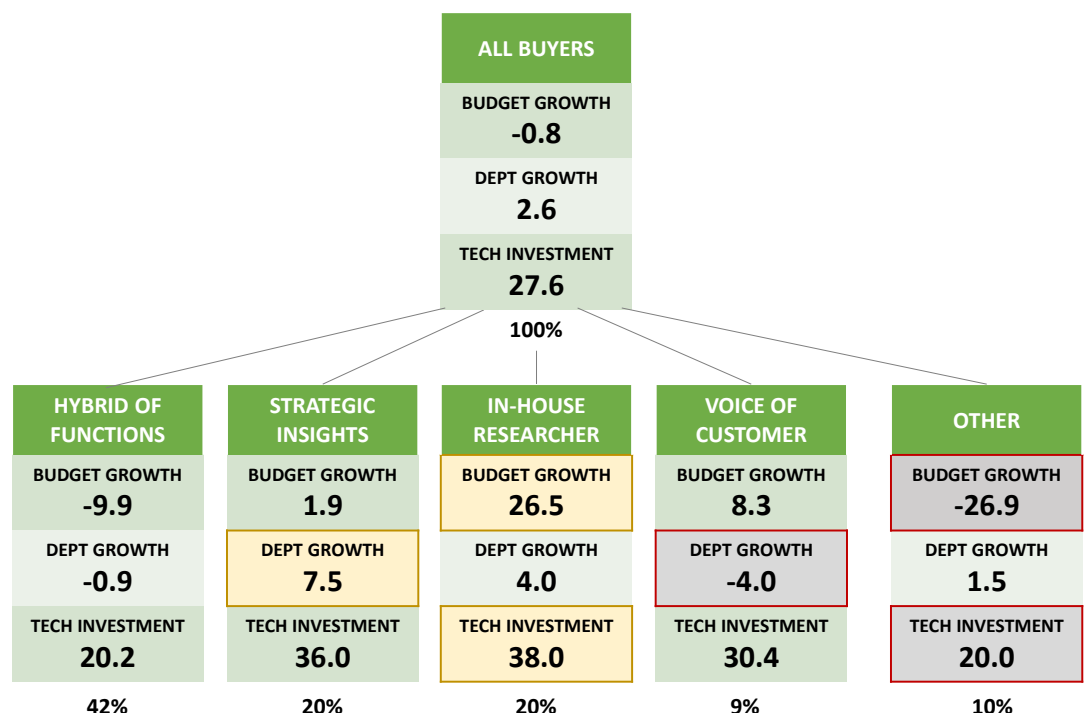 ALL BUYERS
BUDGET GROWTH
-0.8
DEPT GROWTH
2.6
TECH INVESTMENT
27.6
100%
HYBRID OF
FUNCTIONS
BUDGET GROWTH
-9.9
DEPT GROWTH
-0.9
TECH INVESTMENT
20.2
42%
STRATEGIC
INSIGHTS
BUDGET GROWTH
1.9
DEPT GROWTH
7.5
TECH INVESTMENT
36.0
20%
IN-HOUSE
RESEARCHER
BUDGET GROWTH
26.5
DEPT GROWTH
4.0
TECH INVESTMENT
38.0
20%
VOICE OF
CUSTOMER
BUDGET GROWTH
8.3
DEPT GROWTH
-4.0
TECH INVESTMENT
30.4
9%
OTHER
BUDGET GROWTH
-26.9
DEPT GROWTH
1.5
TECH INVESTMENT
20.0
10%